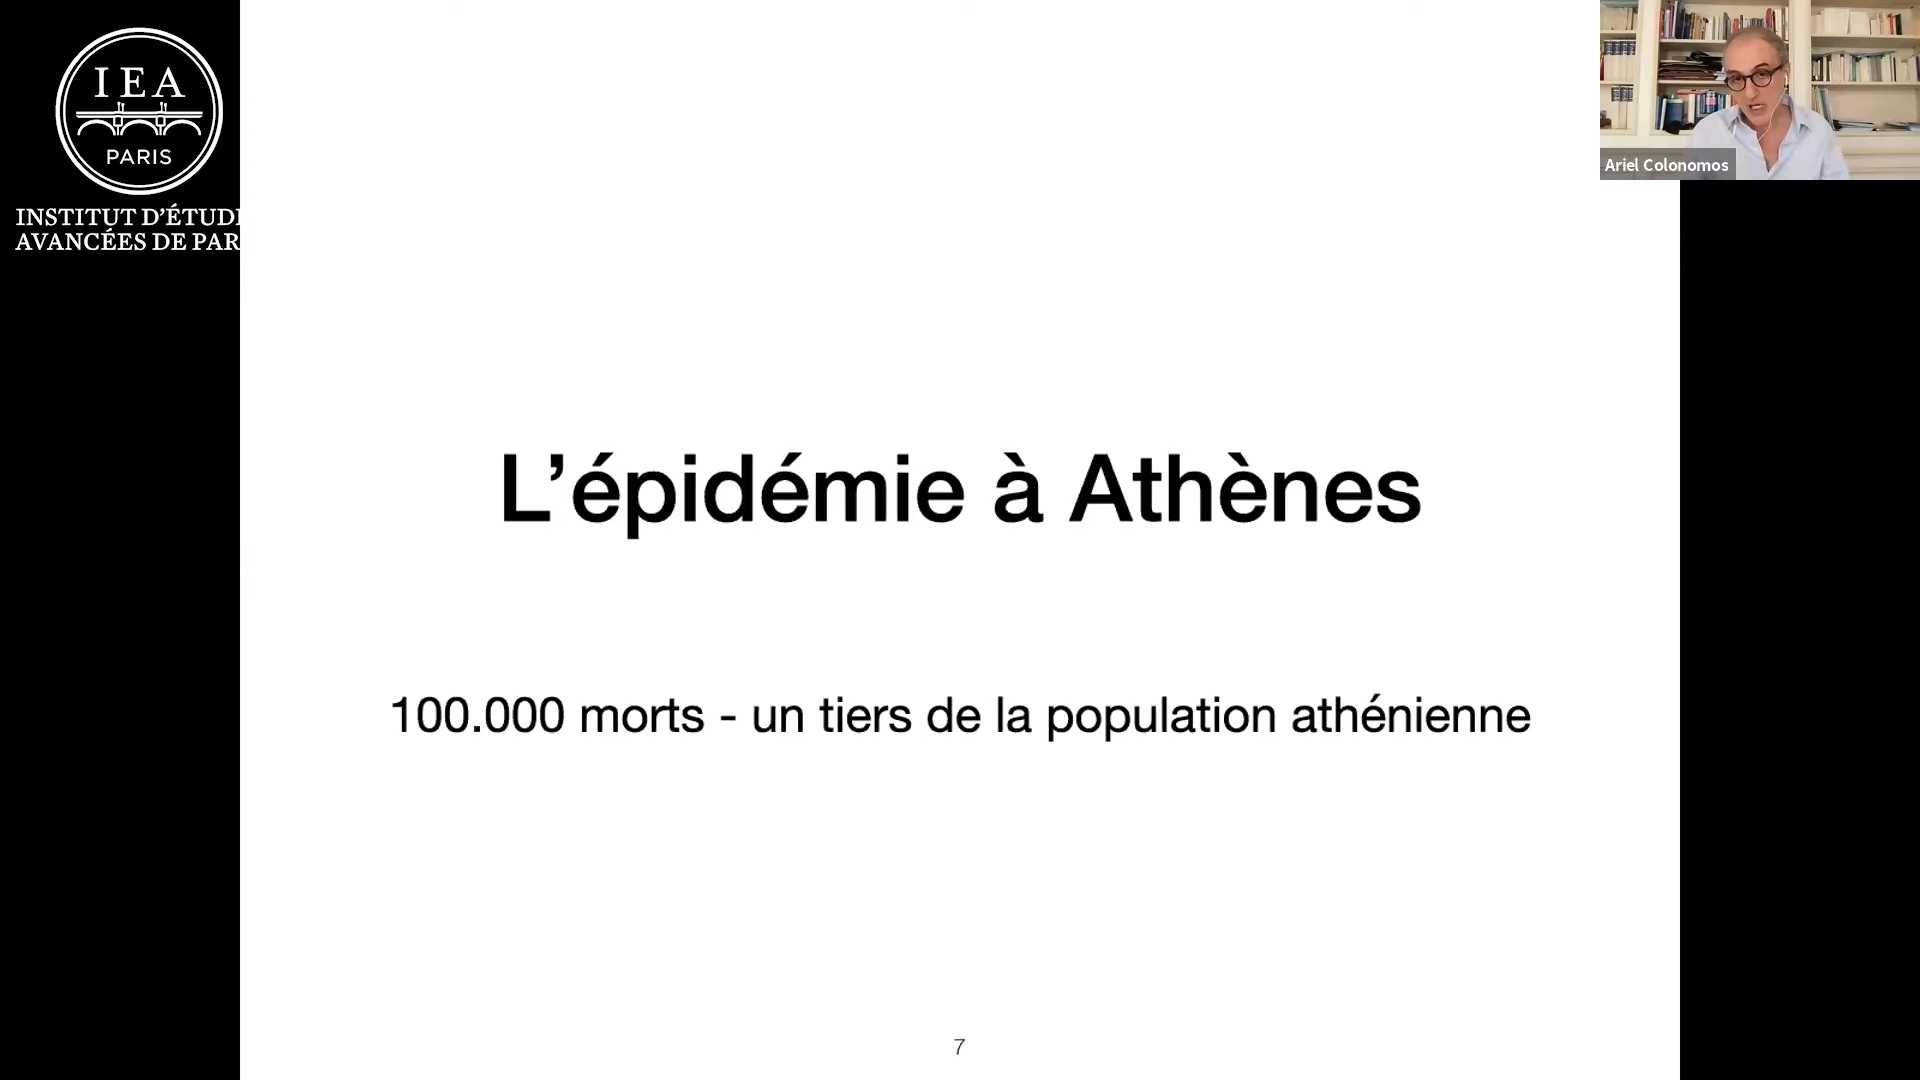 IEA
PARIS
INSTITUT D'ÉTUD
AVANCÉES DE PAR
Ariel Colonomos
L’épidémie à Athènes
100.000 morts - un tiers de la population athénienne
7